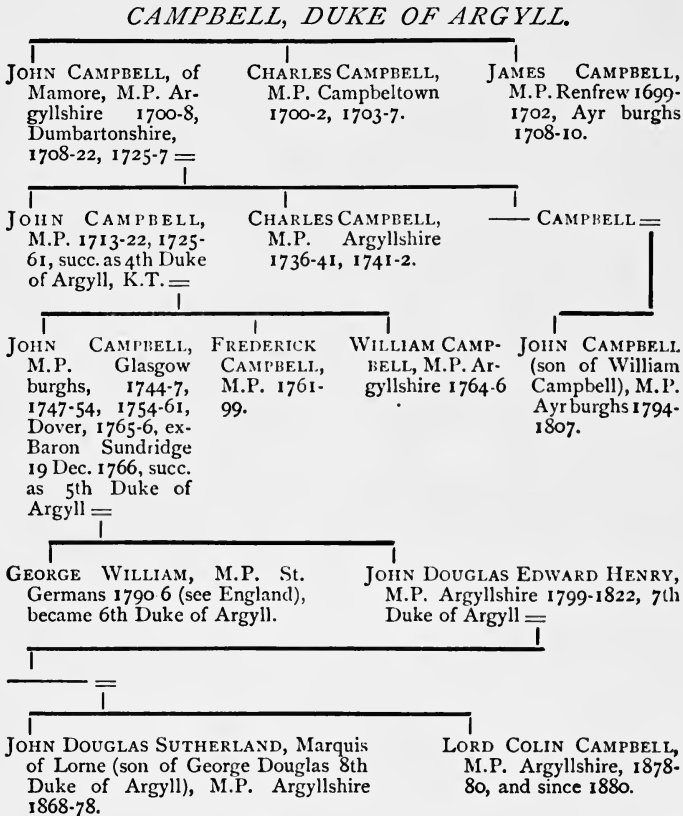 CAMPBELL, DUKE OF ARGYLL.
JOHN CAMPBELL, of
Mamore, M.P. Ar-
gyllshire 1700-8,
Dumbartonshire,
1708-22, 1725-7 =
CHARLES CAMPBELL,
M.P. Campbeltown
1700-2, 1703-7.
JAMES CAMPBELL,
M.P. Renfrew 1699-
1702, Ayr burghs
1708-10.
JOHN CAMPBELL,
M.P. 1713-22, 1725-
61, succ. as 4th Duke
of Argyll, K.T. =
CHARLES CAMPBELL,
M.P. Argyllshire
1736-41, 1741-2.
—— CAMPBELL =
JOHN CAMPBELL,
M.P. Glasgow
burghs, 1744-7,
1747-54, 1754-61,
Dover, 1765-6, ex-
Baron Sundridge
19 Dec. 1766, succ.
as 5th Duke of
Argyll =
FREDERICK
CAMPBELL,
M.P. 1761-
99.
WILLIAM CAMP-
BELL, M.P. Ar-
gyllshire 1764-6
JOHN CAMPBELL
(son of William
Campbell), M.P.
Ayr burghs 1794-
1807.
GEORGE WILLIAM, M.P. St.
Germans 1790 6 (see England),
became 6th Duke of Argyll.
JOHN DOUGLAS EDWARD HENRY,
M.P. Argyllshire 1799-1822, 7th
Duke of Argyll =
—— =
JOHN DOUGLAS SUTHERLAND, Marquis
of Lorne (son of George Douglas 8th
Duke of Argyll), M.P. Argyllshire
1868-78.
LORD COLIN CAMPBELL,
M.P. Argyllshire, 1878-
80, and since 1880.